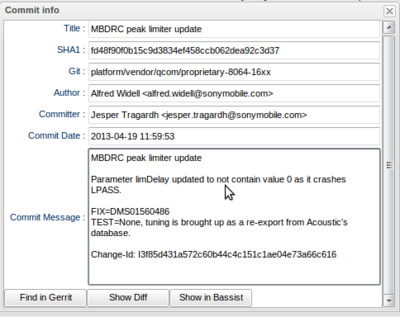 Commit info
Title : MBDRC peak limiter update
SHA1 : fd48f90f0b15c9d3834ef458ccb062dea92c3d37
Git : platform/vendor/qcom/proprietary-8064-16xx
Author : Alfred Widell <alfred.widell@sonymobile.com>
Committer : Jesper Tragardh <jesper.tragardh@sonymobile.com>
Commit Date : 2013-04-19 11:59:53
MBDRC peak limiter update
Parameter limDelay updated to not contain value 0 as it crashes
LPASS.
FIX=DMS01560486
Commit Message : TEST=None, tuning is brought up as a re-export from Acoustic's
database.
Change-Id: I3f85d431a572c60b44c4c151c1ae04e73a66c616
Find in Gerrit Show Diff Show in Bassist